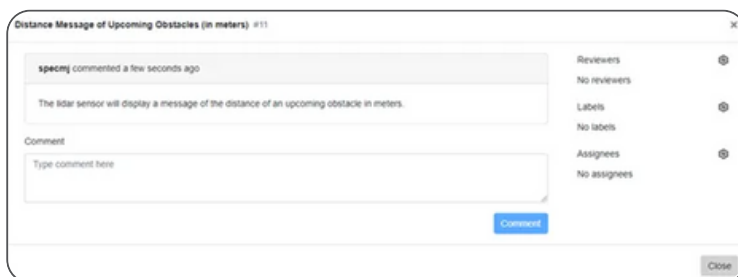 Distance Message of Upcoming Obstacles (in meters) #11
×
specmj commented a few seconds ago
The lidar sensor will display a message of the distance of an upcoming obstacle in meters.
Comment
Type comment here
Comment
Reviewers
No reviewers
Labels
No labels
Assignees
No assignees
Close